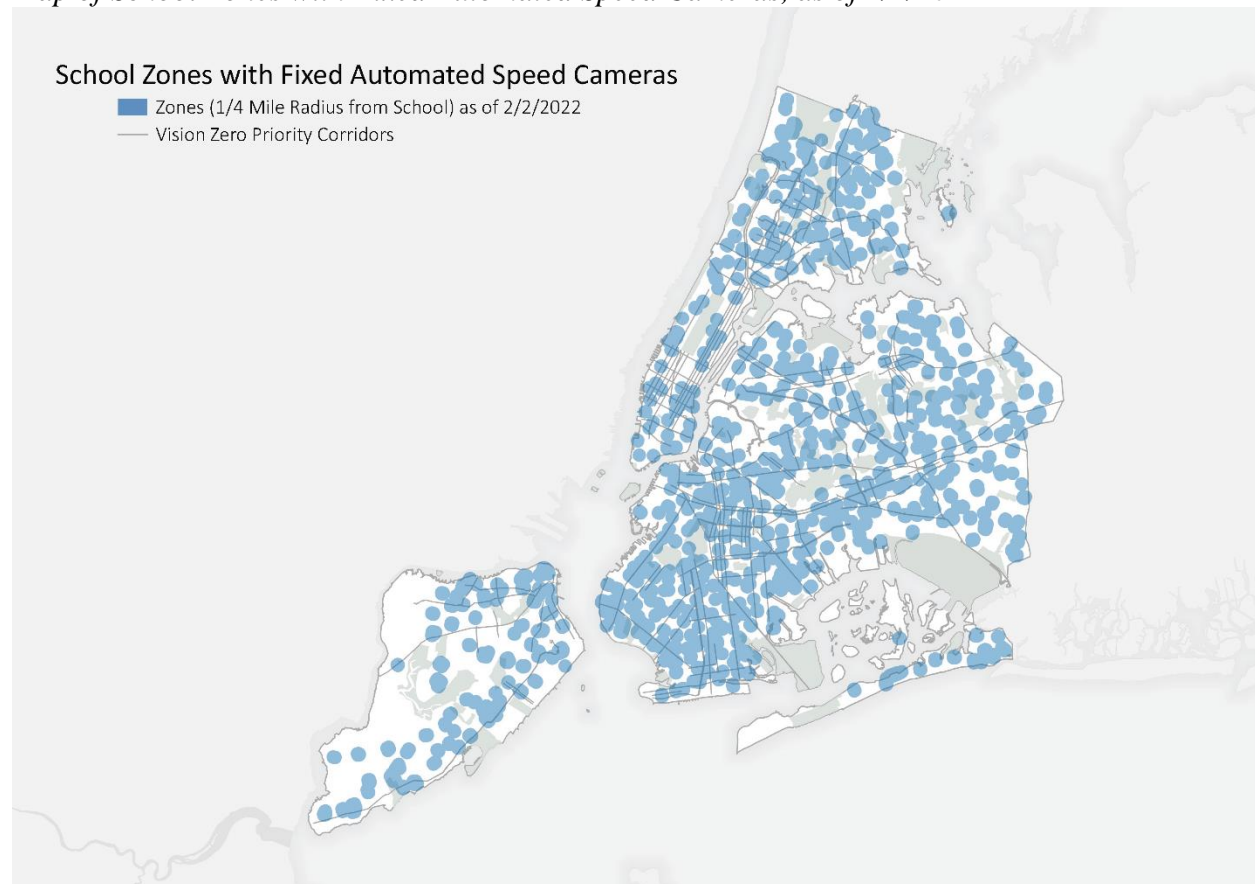 School Zones with Fixed Automated Speed Cameras
Zones (1/4 Mile Radius from School) as of 2/2/2022
Vision Zero Priority Corridors